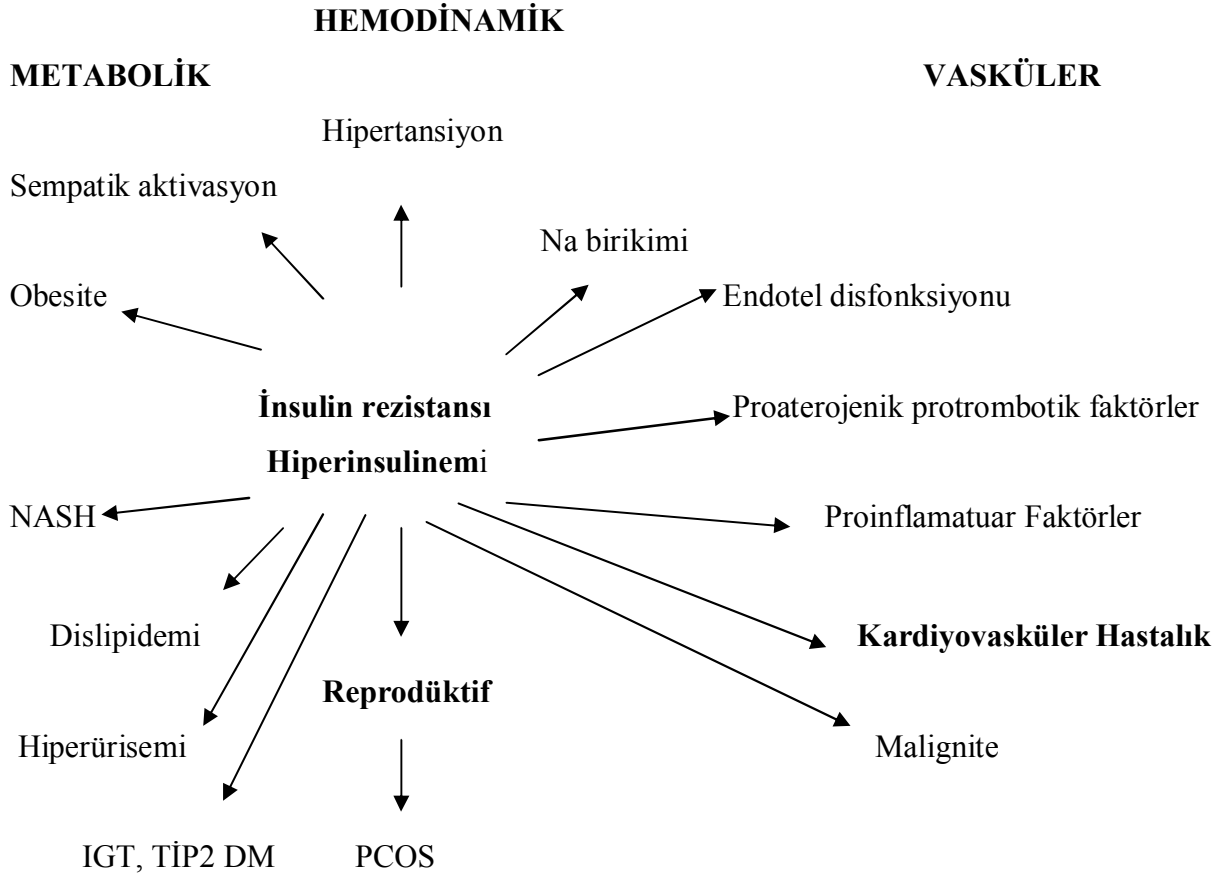 HEMODİNAMİK
METABOLİK
VASKÜLER
Hipertansiyon
Sempatik aktivasyon
Na birikimi
Obesite
Endotel disfonksiyonu
İnsulin rezistansı
Proaterojenik protrombotik faktörler
Hiperinsulinemi
NASH
Proinflamatuar Faktörler
Dislipidemi
Kardiyovasküler Hastalık
Reprodüktif
Hiperürisemi
Malignite
IGT, TİP2 DM
PCOS